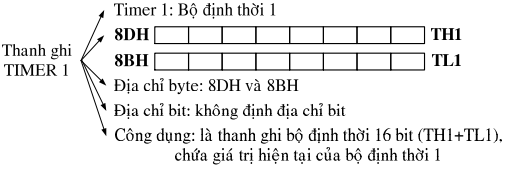 Timer 1: Bộ định thời 1
Thanh ghi
TIMER 1
8DH TH1
8BH TL1
Địa chỉ byte: 8DH và 8BH
Địa chỉ bit: không định địa chỉ bit
Công dụng: là thanh ghi bộ định thời 16 bit (TH1+TL1),
chứa giá trị hiện tại của bộ định thời 1